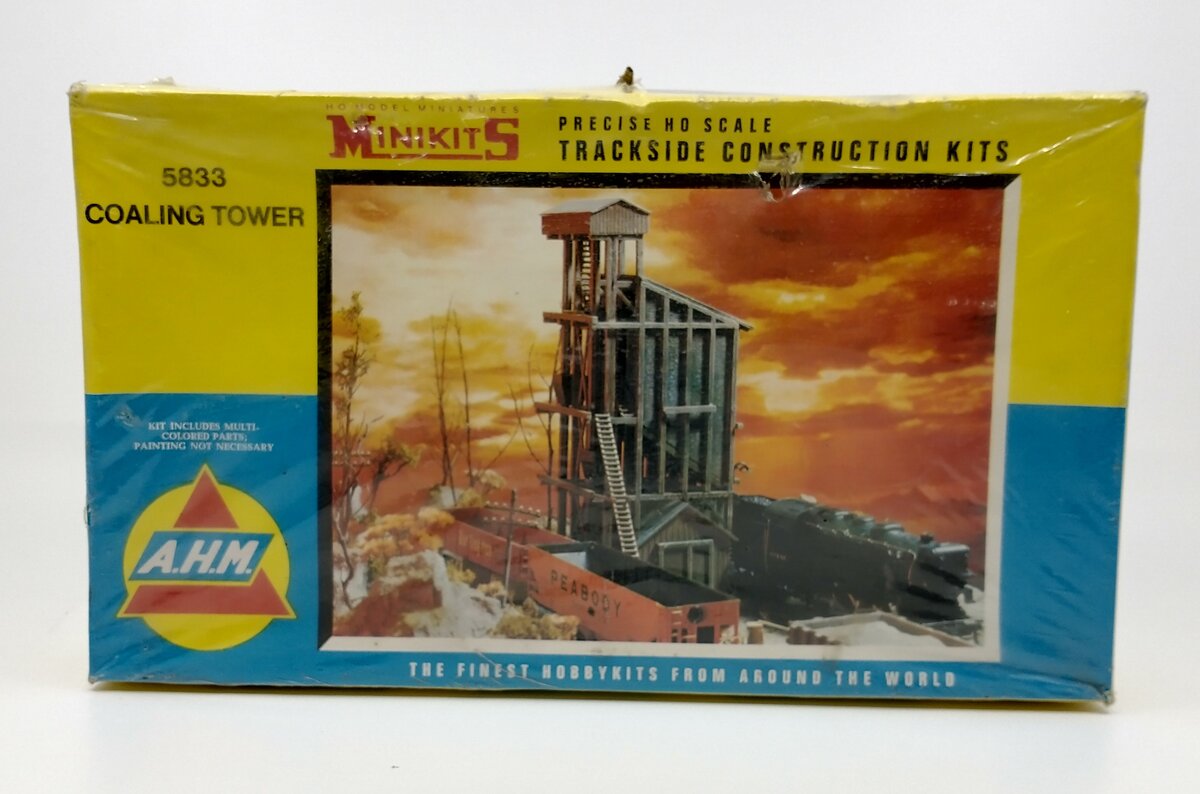 HO MODEL MINIATURES
MINIKITS
PRECISE HO SCALE
TRACKSIDE CONSTRUCTION KITS
5833
COALING TOWER
KIT INCLUDES MULTI-
COLORED PARTS;
PAINTING NOT NECESSARY
A.H.M.
PEABODY
THE FINEST HOBBYKITS FROM AROUND THE WORLD